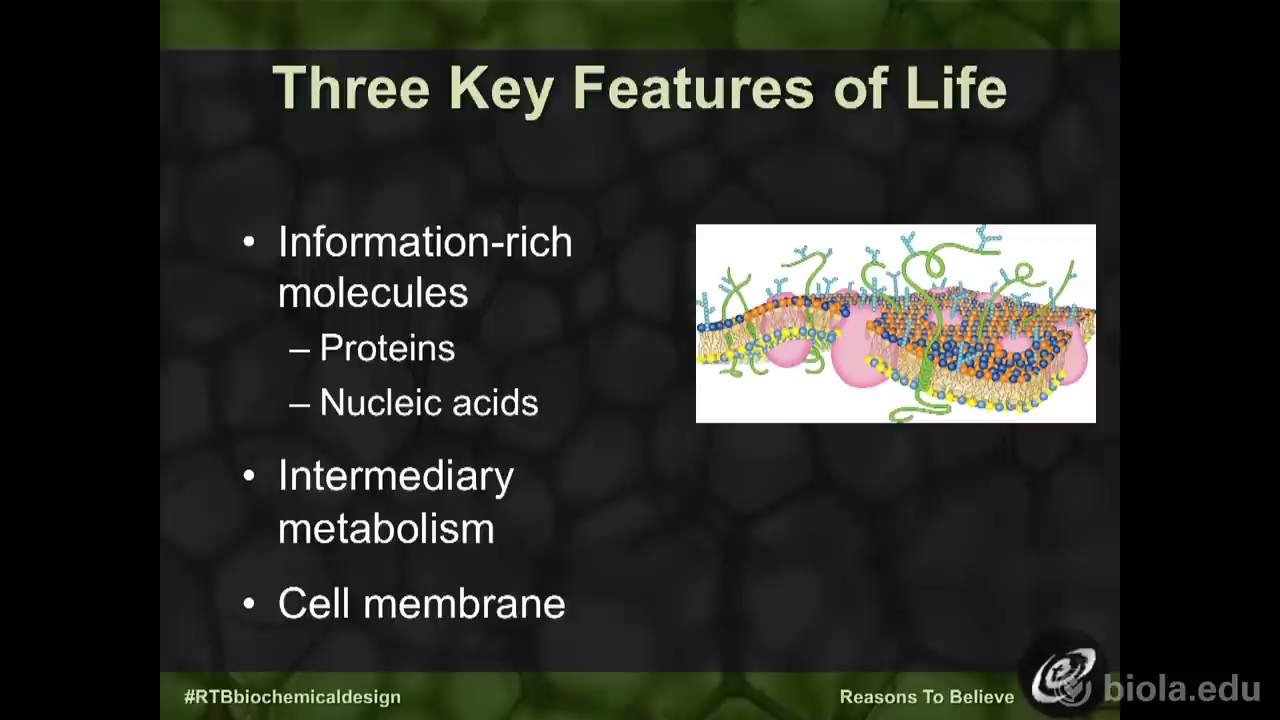 Three Key Features of Life
• Information-rich
molecules
– Proteins
– Nucleic acids
• Intermediary
metabolism
• Cell membrane
#RTBbiochemicaldesign
Reasons To Believe
biola.edu